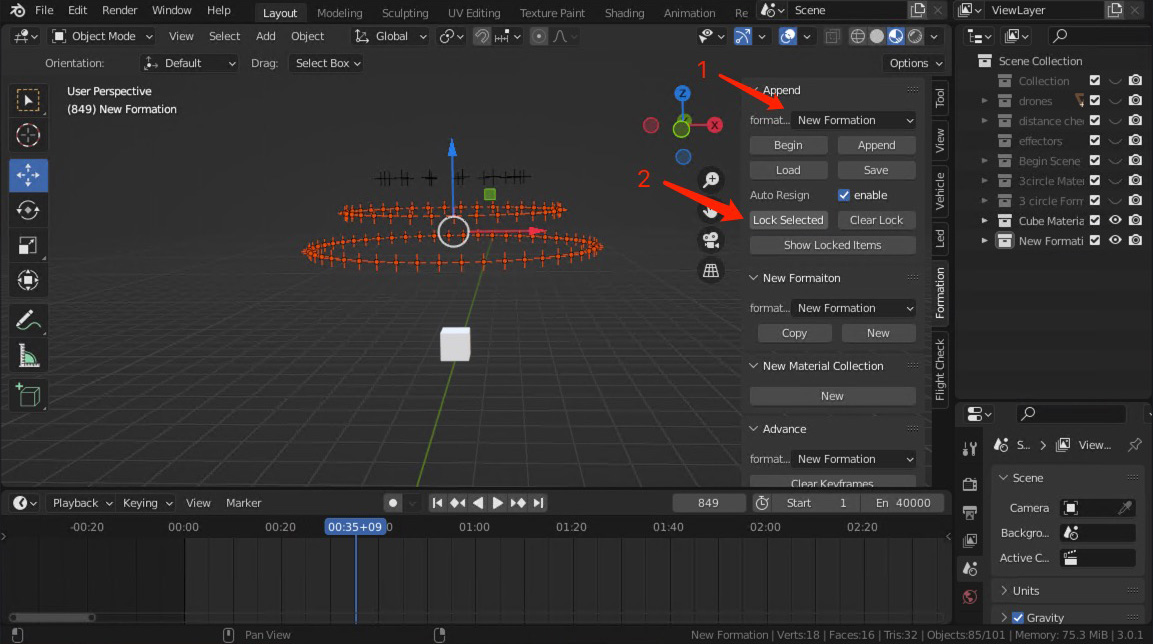 File Edit Render Window Help Layout Modeling Sculpting UV Editing Texture Paint Shading Animation Re Scene ViewLayer
Object Mode View Select Add Object Global
Orientation: Default Drag: Select Box Options
User Perspective
(849) New Formation
1
2
Z
X
Append
format... New Formation
Begin Append
Load Save
Auto Resign enable
Lock Selected Clear Lock
Show Locked Items
New Formaiton
format... New Formation
Copy New
New Material Collection
New
Advance
format... New Formation
Clear Keyframes
Tool
View
Vehicle
Led
Formation
Flight Check
Scene Collection
Collection
drones
distance che
effectors
Begin Scene
3circle Mater
3 circle Form
Cube Materia
New Formati
S... View...
Scene
Camera
Backgro...
Active C...
Units
Gravity
Playback Keying View Marker 849 Start 1 En 40000
-00:20 00:00 00:20 00:35+09 0 01:00 01:20 01:40 02:00 02:20
Pan View New Formation | Verts:18 | Faces:16 | Tris:32 | Objects:85/101 | Memory: 75.3 MiB | 3.0.1